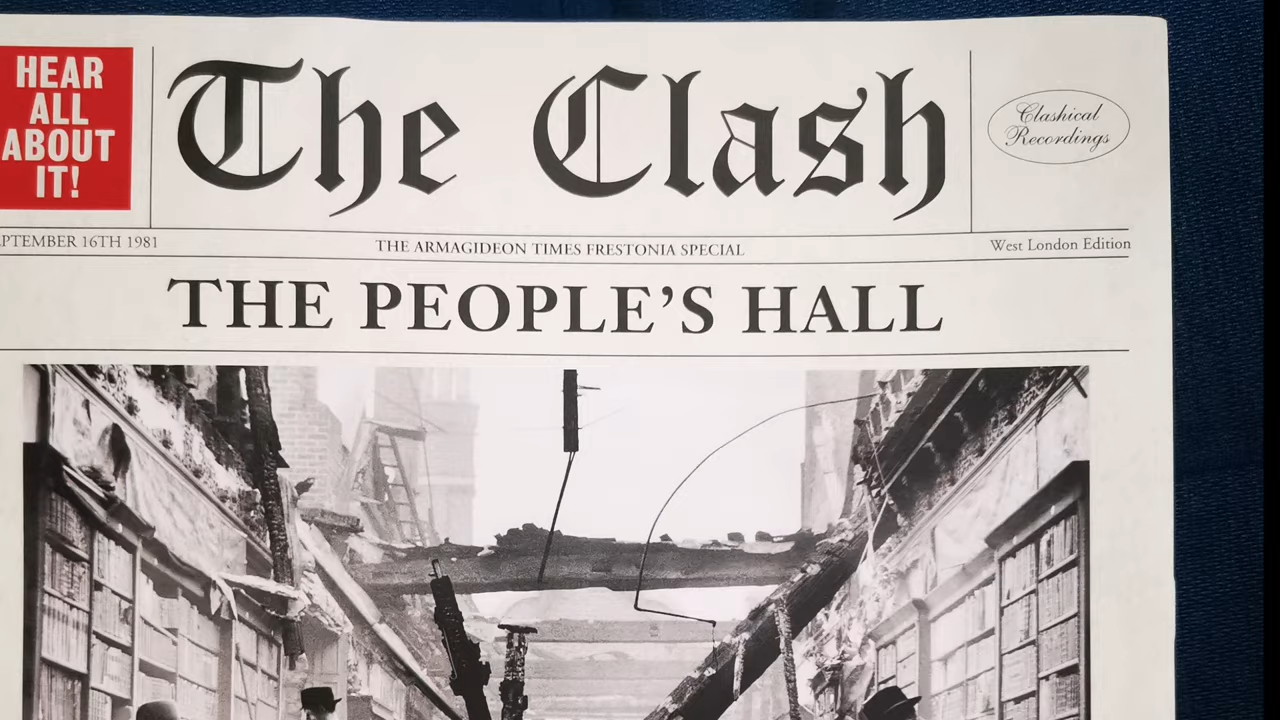 HEAR
ALL
ABOUT
IT!
The Clash
Clashical
Recordings
PTEMBER 16TH 1981
THE ARMAGIDEON TIMES FRESTONIA SPECIAL
West London Edition
THE PEOPLE'S HALL